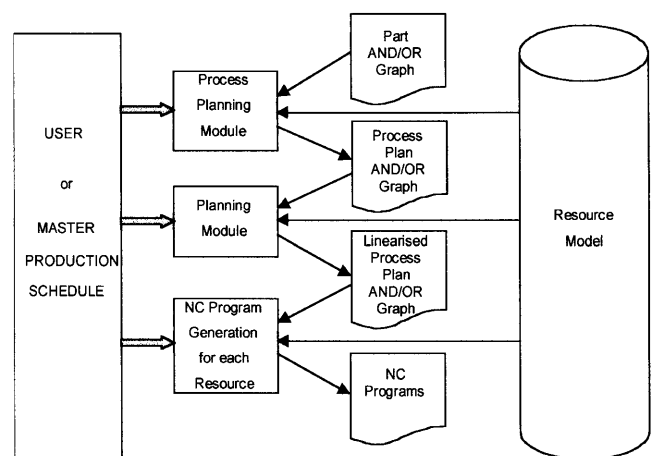 USER
or
MASTER
PRODUCTION
SCHEDULE
Process
Planning
Module
Planning
Module
NC Program
Generation
for each
Resource
Part
AND/OR
Graph
Process
Plan
AND/OR
Graph
Linearised
Process
Plan
AND/OR
Graph
NC
Programs
Resource
Model